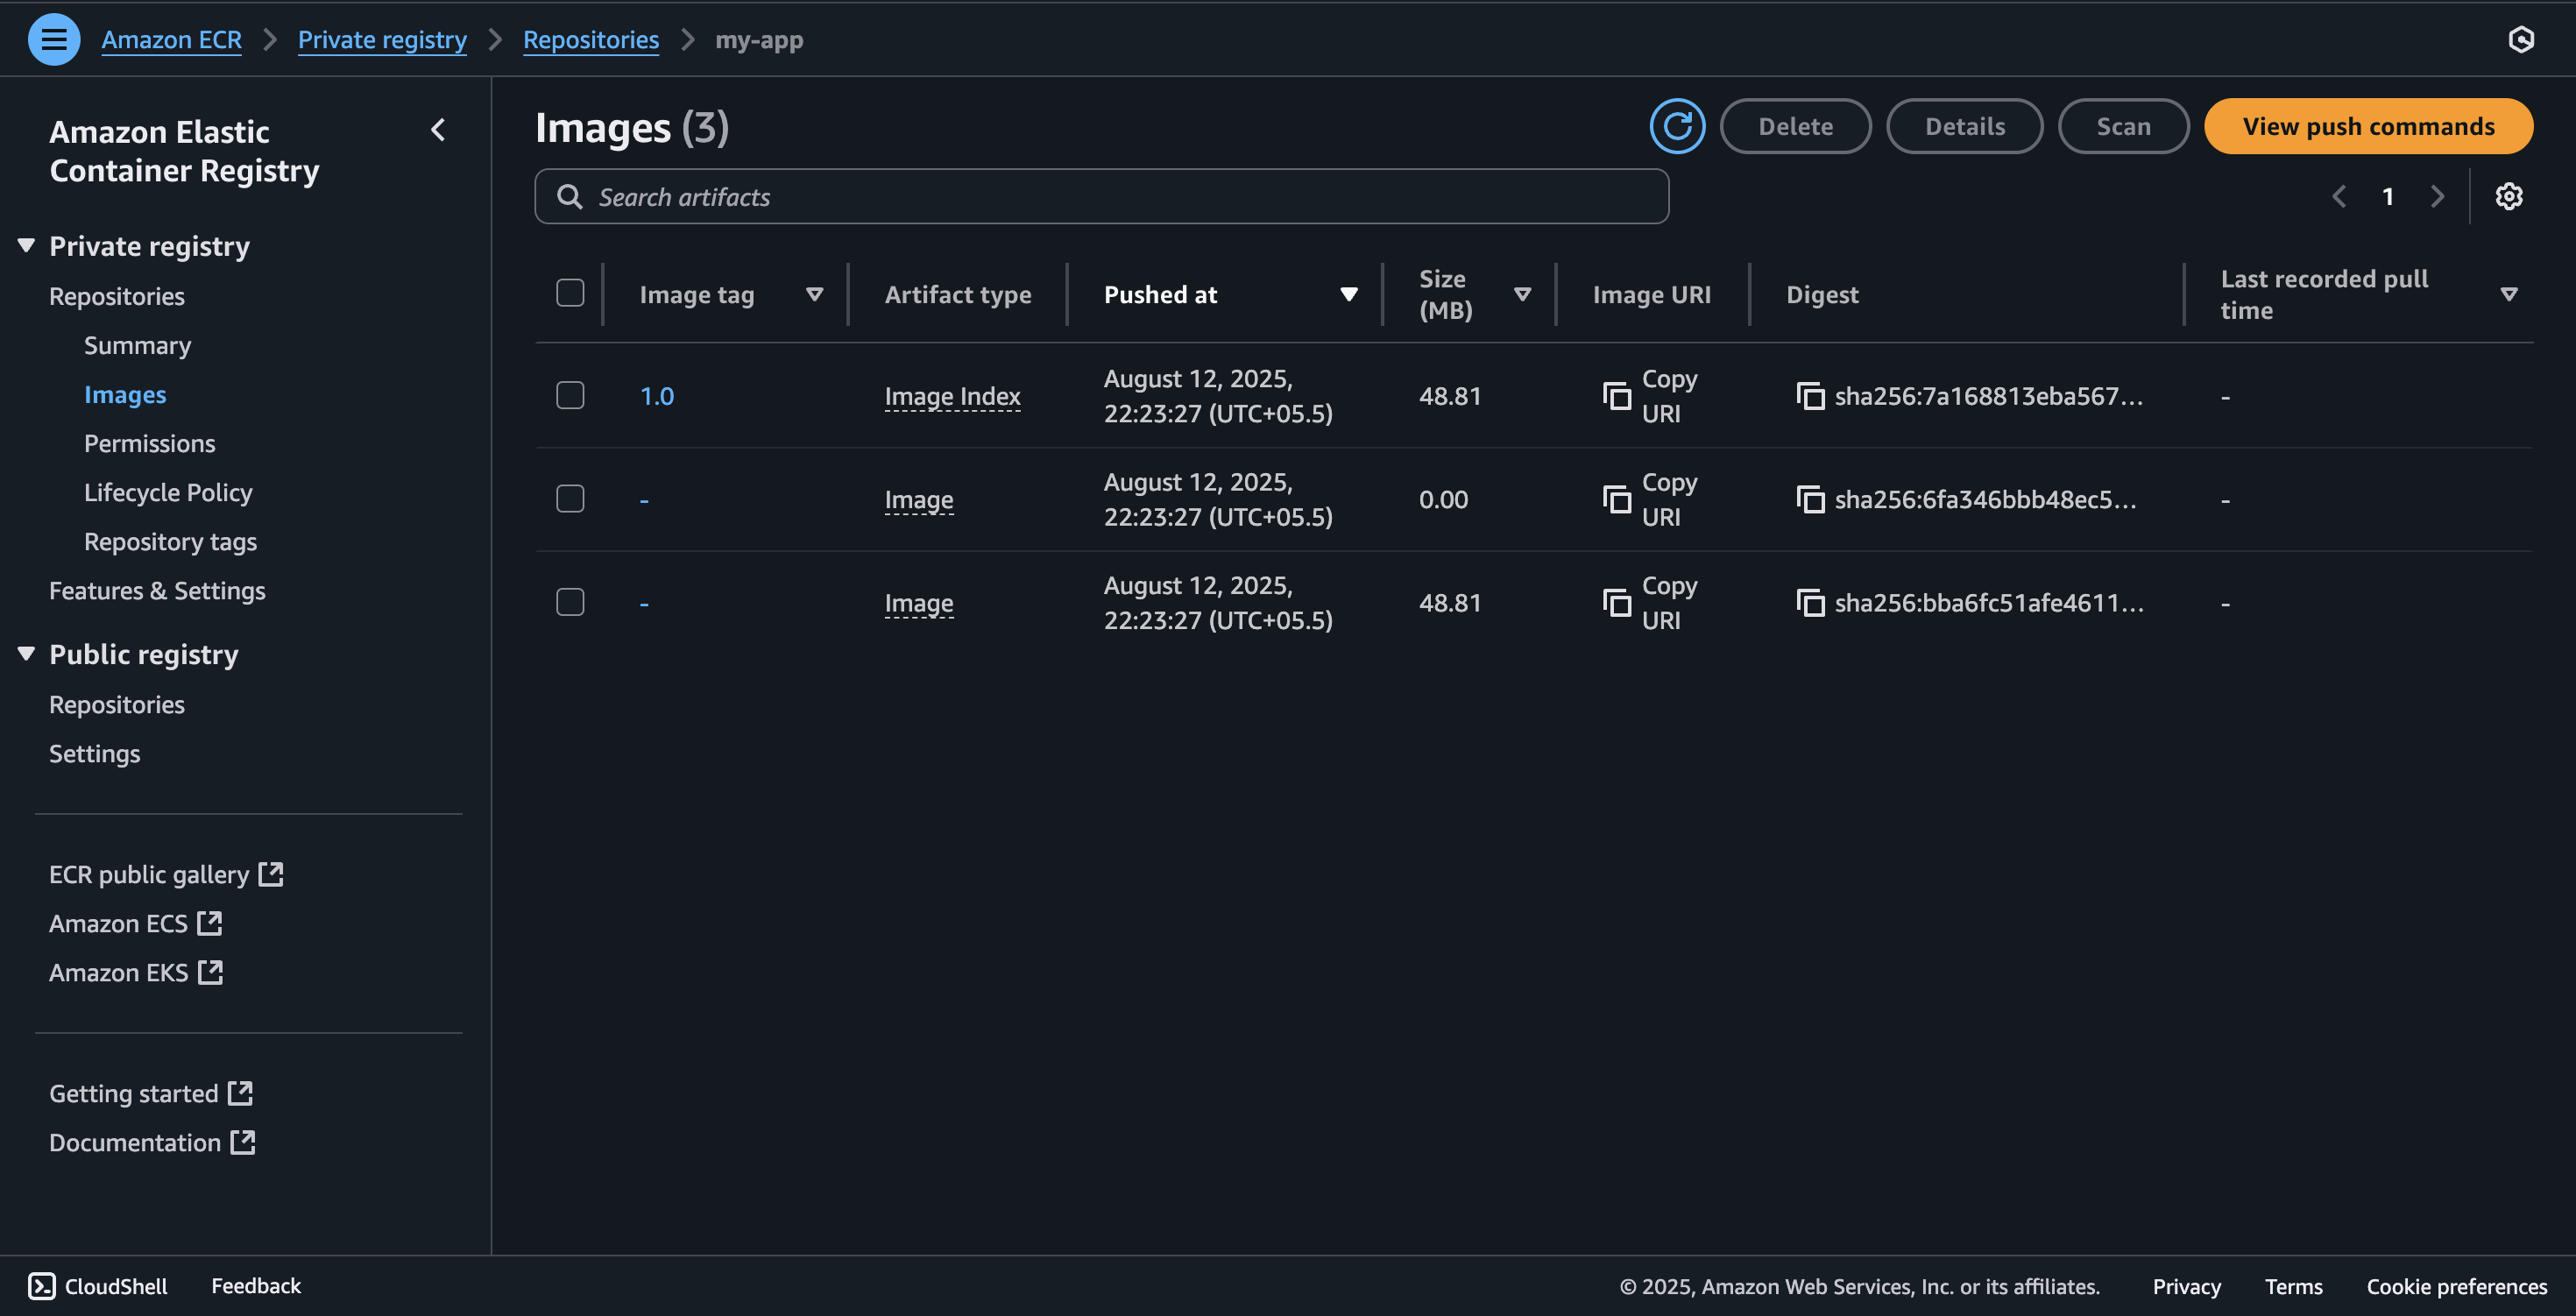 Amazon ECR
Private registry
Repositories
my-app
Amazon Elastic
Container Registry
Private registry
Repositories
Summary
Images
Permissions
Lifecycle Policy
Repository tags
Features & Settings
Public registry
Repositories
Settings
ECR public gallery
Amazon ECS
Amazon EKS
Getting started
Documentation
Images (3)
Delete
Details
Scan
View push commands
Search artifacts
1
Image tag
Artifact type
Pushed at
Size
(MB)
Image URI
Digest
Last recorded pull
time
1.0
Image Index
August 12, 2025,
22:23:27 (UTC+05.5)
48.81
Copy
URI
sha256:7a168813eba567...
-
-
Image
August 12, 2025,
22:23:27 (UTC+05.5)
0.00
Copy
URI
sha256:6fa346bbb48ec5...
-
-
Image
August 12, 2025,
22:23:27 (UTC+05.5)
48.81
Copy
URI
sha256:bba6fc51afe4611...
-
CloudShell
Feedback
© 2025, Amazon Web Services, Inc. or its affiliates.
Privacy
Terms
Cookie preferences